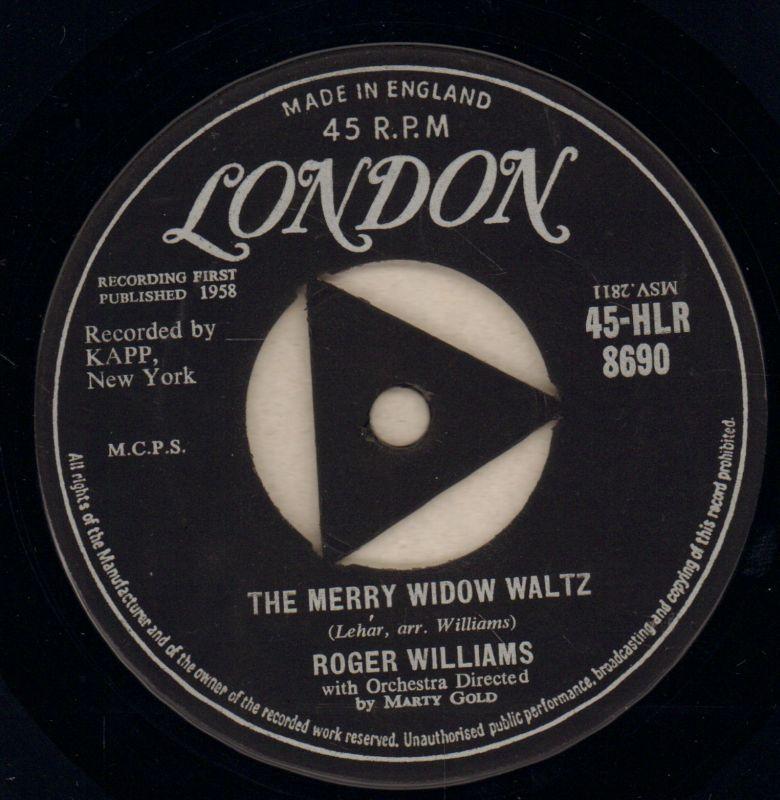 MADE IN ENGLAND
45 R.P.M
LONDON
RECORDING FIRST
PUBLISHED 1958
Recorded by
KAPP,
New York
M.C.P.S.
MSV.2811
45-HLR
8690
THE MERRY WIDOW WALTZ
(Lehár, arr. Williams)
ROGER WILLIAMS
with Orchestra Directed
by MARTY GOLD
All rights of the Manufacturer and of the owner of the recorded work reserved. Unauthorised public performance, broadcasting and copying of this record prohibited.